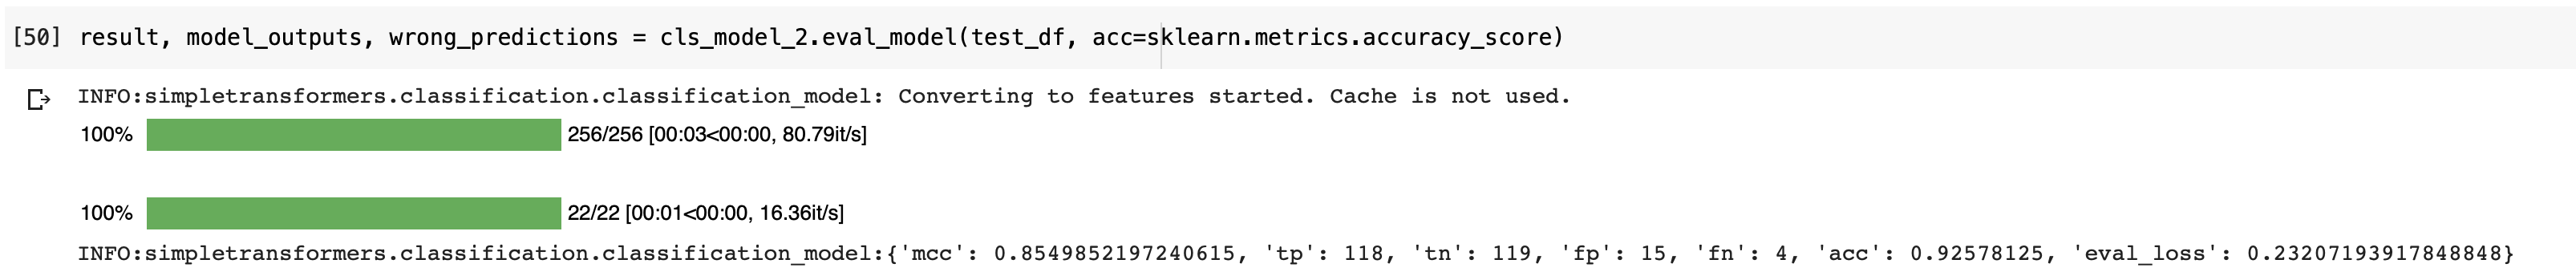 [50] result, model_outputs, wrong_predictions = cls_model_2.eval_model(test_df, acc=sklearn.metrics.accuracy_score)
INFO:simpletransformers.classification.classification_model: Converting to features started. Cache is not used.
100% 256/256 [00:03<00:00, 80.79it/s]
100% 22/22 [00:01<00:00, 16.36it/s]
INFO:simpletransformers.classification.classification_model:{'mcc': 0.8549852197240615, 'tp': 118, 'tn': 119, 'fp': 15, 'fn': 4, 'acc': 0.92578125, 'eval_loss': 0.23207193917848848}